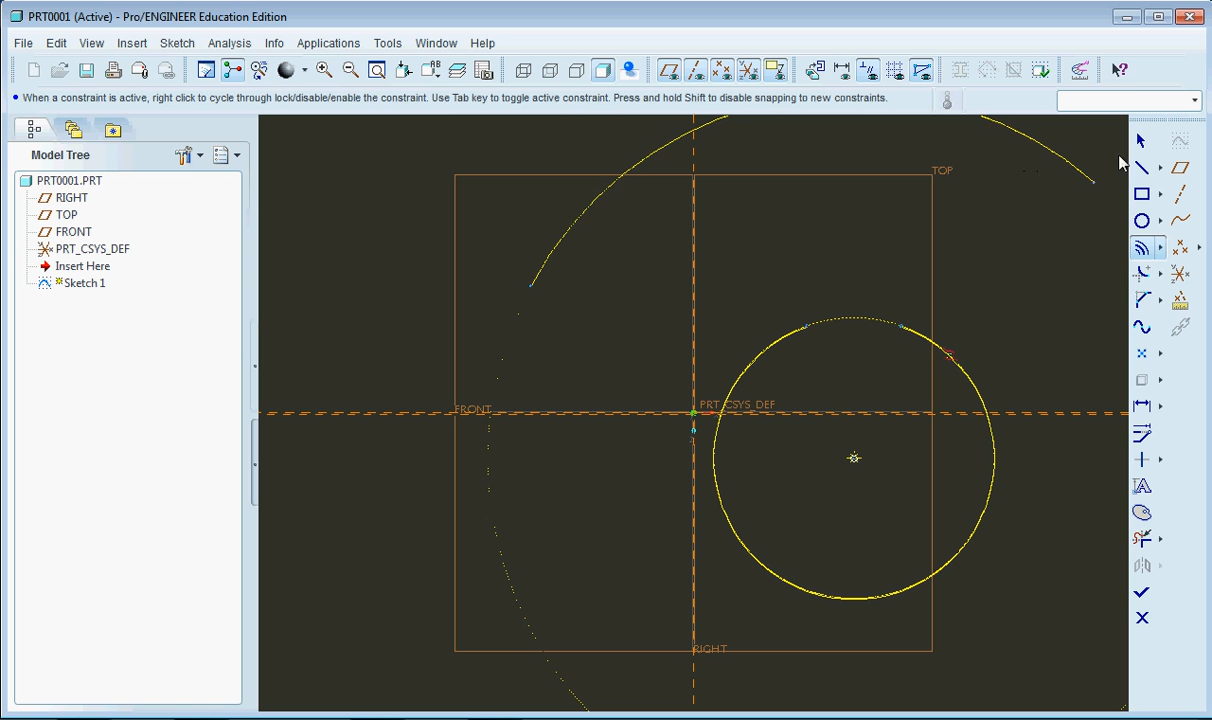 PRT0001 (Active) - Pro/ENGINEER Education Edition
File Edit View Insert Sketch Analysis Info Applications Tools Window Help
When a constraint is active, right click to cycle through lock/disable/enable the constraint. Use Tab key to toggle active constraint. Press and hold Shift to disable snapping to new constraints.
Model Tree
PRT0001.PRT
RIGHT
TOP
FRONT
PRT_CSYS_DEF
Insert Here
Sketch 1
TOP
PRT_CSYS_DEF
FRONT
RIGHT